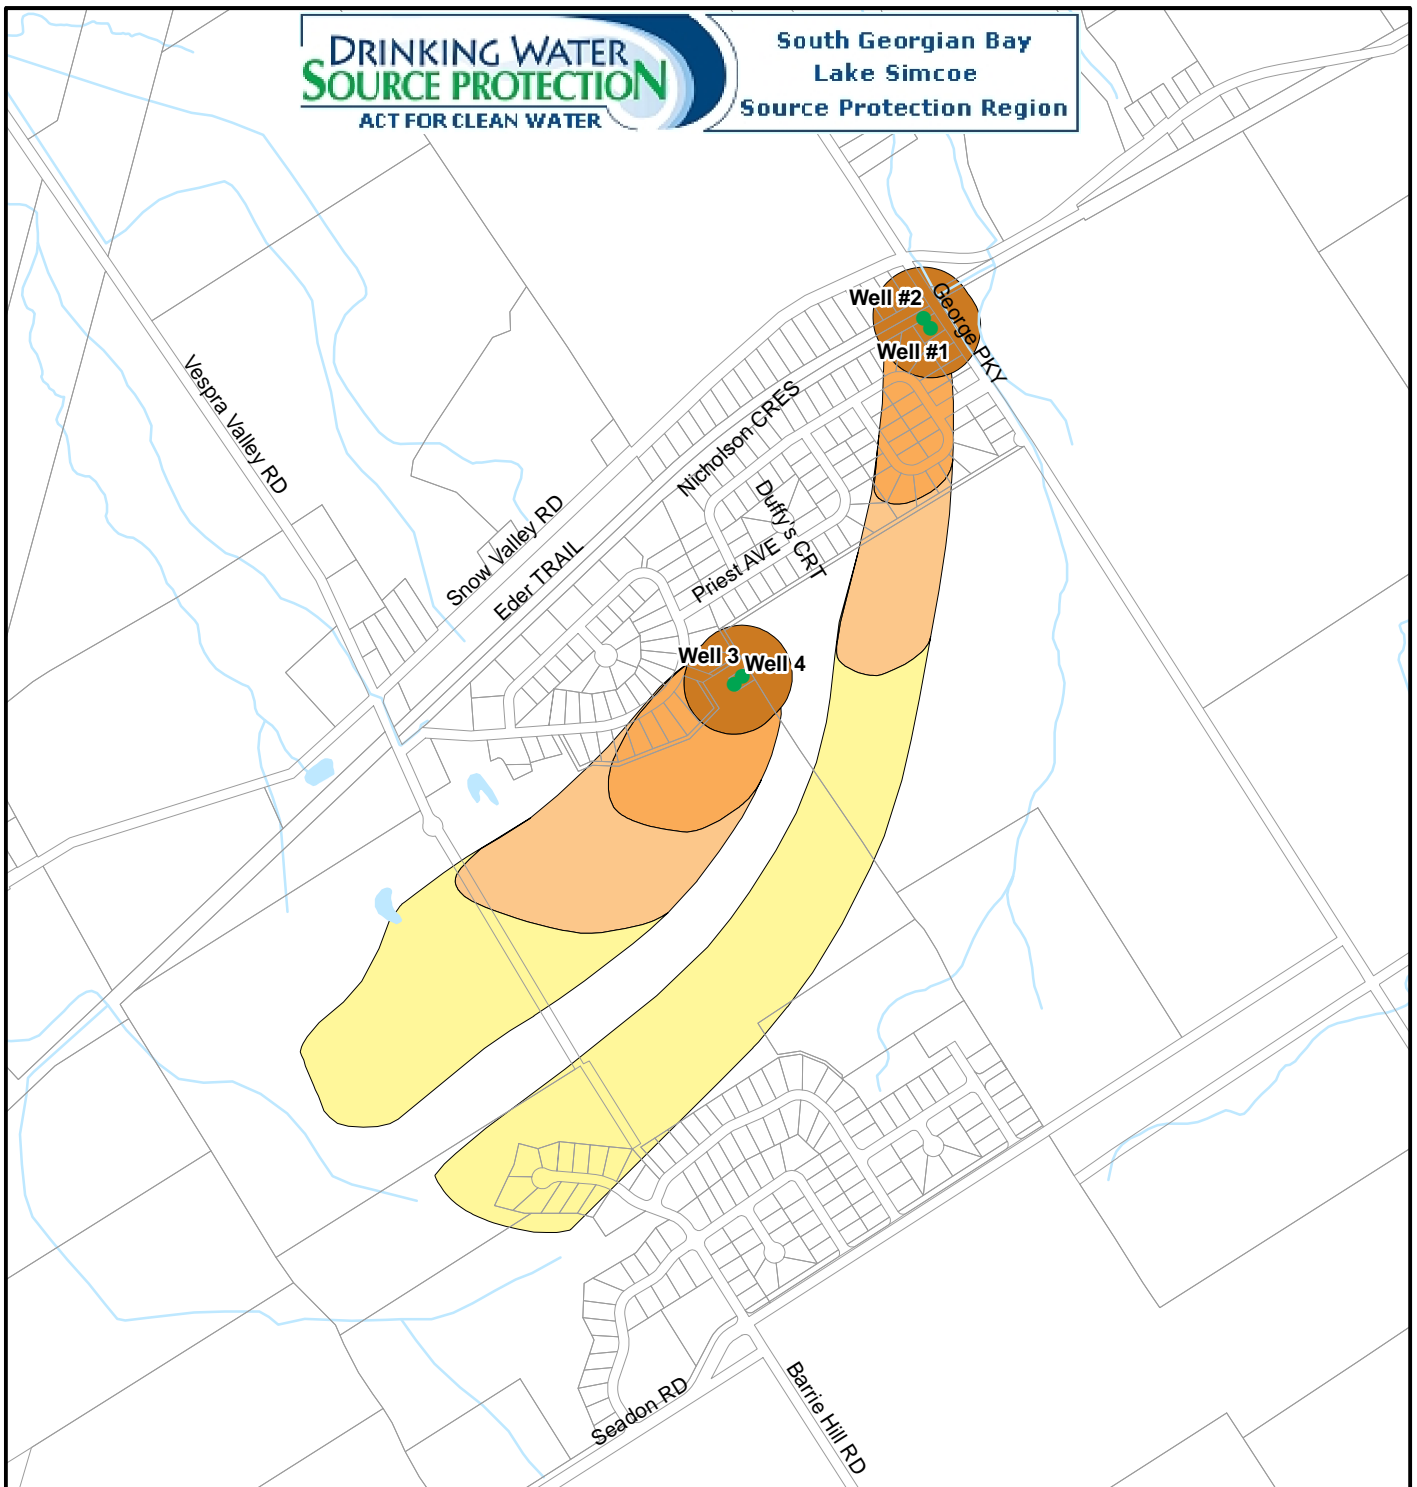 DRINKING WATER
SOURCE PROTECTION
ACT FOR CLEAN WATER
South Georgian Bay
Lake Simcoe
Source Protection Region
Well #2
George PKY
Well #1
Vespra Valley RD
Nicholson CRES
Snow Valley RD
Duffy's CRT
Eder TRAIL
Priest AVE
Well 3
Well 4
Seadon RD
Barrie Hill RD